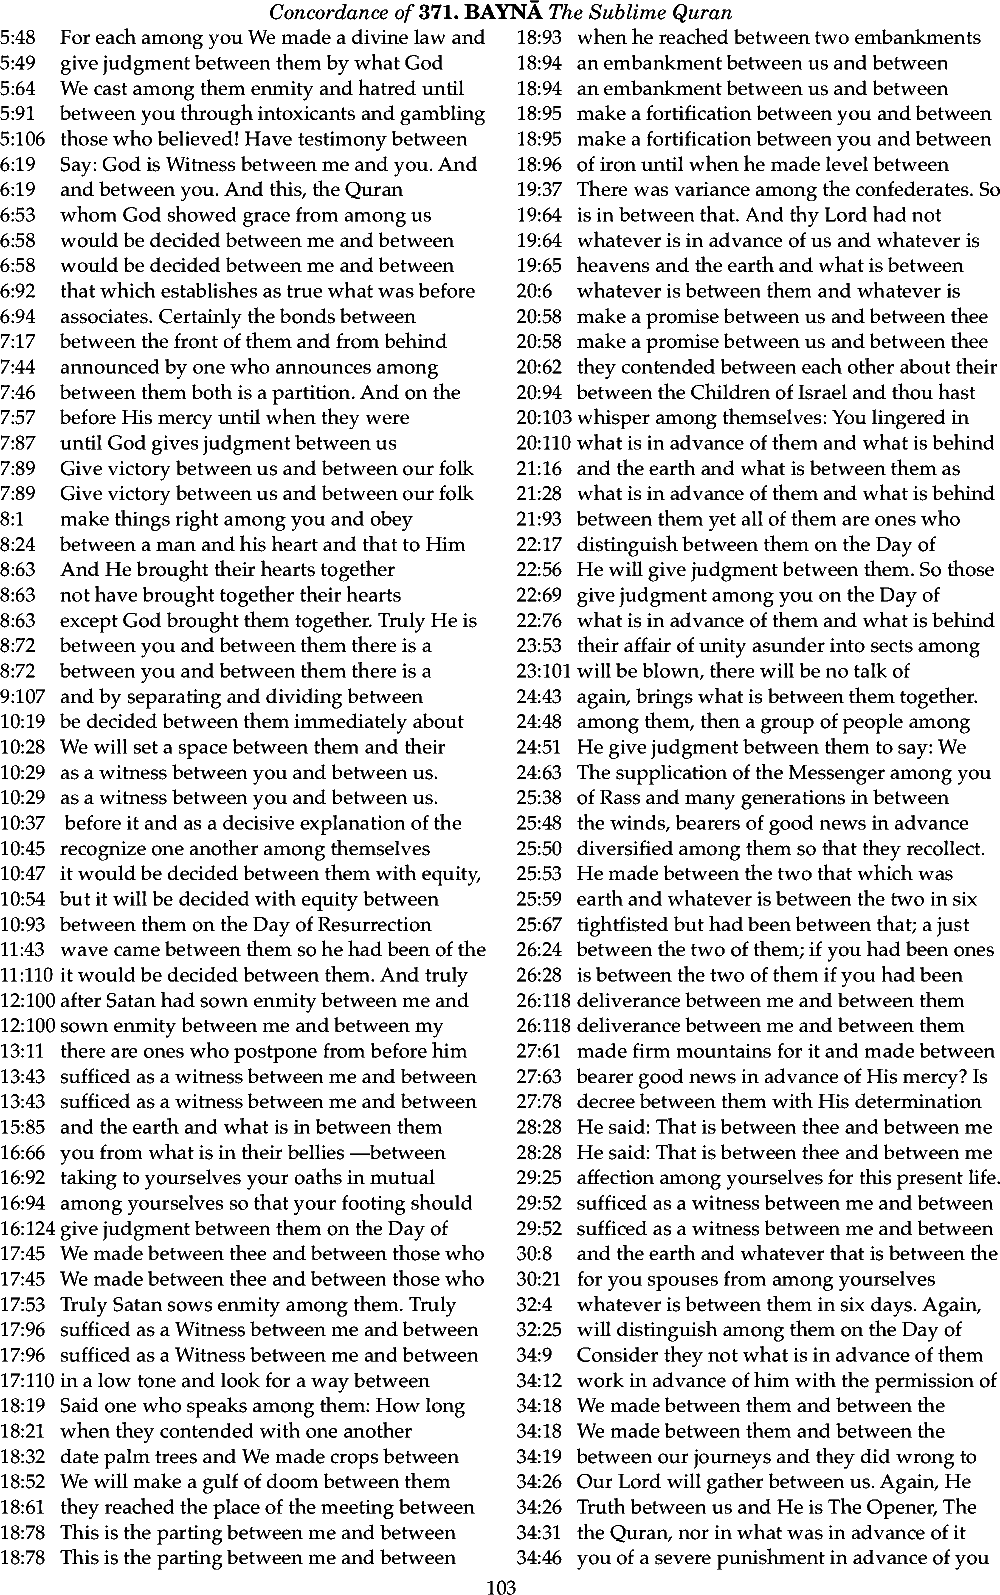 Concordance of 371. BAYNĀ The Sublime Quran
5:48 For each among you We made a divine law and
5:49 give judgment between them by what God
5:64 We cast among them enmity and hatred until
5:91 between you through intoxicants and gambling
5:106 those who believed! Have testimony between
6:19 Say: God is Witness between me and you. And
6:19 and between you. And this, the Quran
6:53 whom God showed grace from among us
6:58 would be decided between me and between
6:58 would be decided between me and between
6:92 that which establishes as true what was before
6:94 associates. Certainly the bonds between
7:17 between the front of them and from behind
7:44 announced by one who announces among
7:46 between them both is a partition. And on the
7:57 before His mercy until when they were
7:87 until God gives judgment between us
7:89 Give victory between us and between our folk
7:89 Give victory between us and between our folk
8:1 make things right among you and obey
8:24 between a man and his heart and that to Him
8:63 And He brought their hearts together
8:63 not have brought together their hearts
8:63 except God brought them together. Truly He is
8:72 between you and between them there is a
8:72 between you and between them there is a
9:107 and by separating and dividing between
10:19 be decided between them immediately about
10:28 We will set a space between them and their
10:29 as a witness between you and between us.
10:29 as a witness between you and between us.
10:37 before it and as a decisive explanation of the
10:45 recognize one another among themselves
10:47 it would be decided between them with equity,
10:54 but it will be decided with equity between
10:93 between them on the Day of Resurrection
11:43 wave came between them so he had been of the
11:110 it would be decided between them. And truly
12:100 after Satan had sown enmity between me and
12:100 sown enmity between me and between my
13:11 there are ones who postpone from before him
13:43 sufficed as a witness between me and between
13:43 sufficed as a witness between me and between
15:85 and the earth and what is in between them
16:66 you from what is in their bellies —between
16:92 taking to yourselves your oaths in mutual
16:94 among yourselves so that your footing should
16:124 give judgment between them on the Day of
17:45 We made between thee and between those who
17:45 We made between thee and between those who
17:53 Truly Satan sows enmity among them. Truly
17:96 sufficed as a Witness between me and between
17:96 sufficed as a Witness between me and between
17:110 in a low tone and look for a way between
18:19 Said one who speaks among them: How long
18:21 when they contended with one another
18:32 date palm trees and We made crops between
18:52 We will make a gulf of doom between them
18:61 they reached the place of the meeting between
18:78 This is the parting between me and between
18:78 This is the parting between me and between
18:93 when he reached between two embankments
18:94 an embankment between us and between
18:94 an embankment between us and between
18:95 make a fortification between you and between
18:95 make a fortification between you and between
18:96 of iron until when he made level between
19:37 There was variance among the confederates. So
19:64 is in between that. And thy Lord had not
19:64 whatever is in advance of us and whatever is
19:65 heavens and the earth and what is between
20:6 whatever is between them and whatever is
20:58 make a promise between us and between thee
20:58 make a promise between us and between thee
20:62 they contended between each other about their
20:94 between the Children of Israel and thou hast
20:103 whisper among themselves: You lingered in
20:110 what is in advance of them and what is behind
21:16 and the earth and what is between them as
21:28 what is in advance of them and what is behind
21:93 between them yet all of them are ones who
22:17 distinguish between them on the Day of
22:56 He will give judgment between them. So those
22:69 give judgment among you on the Day of
22:76 what is in advance of them and what is behind
23:53 their affair of unity asunder into sects among
23:101 will be blown, there will be no talk of
24:43 again, brings what is between them together.
24:48 among them, then a group of people among
24:51 He give judgment between them to say: We
24:63 The supplication of the Messenger among you
25:38 of Rass and many generations in between
25:48 the winds, bearers of good news in advance
25:50 diversified among them so that they recollect.
25:53 He made between the two that which was
25:59 earth and whatever is between the two in six
25:67 tightfisted but had been between that; a just
26:24 between the two of them; if you had been ones
26:28 is between the two of them if you had been
26:118 deliverance between me and between them
26:118 deliverance between me and between them
27:61 made firm mountains for it and made between
27:63 bearer good news in advance of His mercy? Is
27:78 decree between them with His determination
28:28 He said: That is between thee and between me
28:28 He said: That is between thee and between me
29:25 affection among yourselves for this present life.
29:52 sufficed as a witness between me and between
29:52 sufficed as a witness between me and between
30:8 and the earth and whatever that is between the
30:21 for you spouses from among yourselves
32:4 whatever is between them in six days. Again,
32:25 will distinguish among them on the Day of
34:9 Consider they not what is in advance of them
34:12 work in advance of him with the permission of
34:18 We made between them and between the
34:18 We made between them and between the
34:19 between our journeys and they did wrong to
34:26 Our Lord will gather between us. Again, He
34:26 Truth between us and He is The Opener, The
34:31 the Quran, nor in what was in advance of it
34:46 you of a severe punishment in advance of you
103